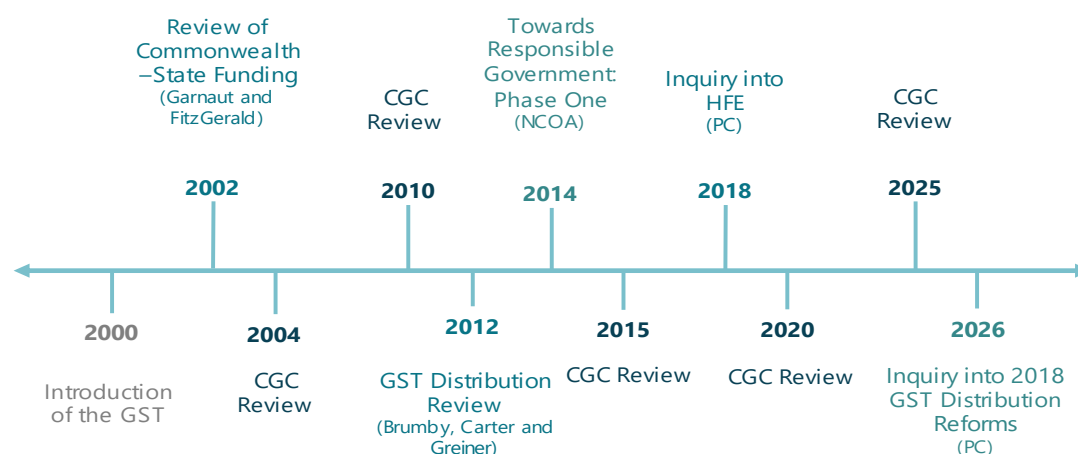 Review of
Commonwealth
–State Funding
(Garnaut and
FitzGerald)
2002
CGC
Review
2010
Towards
Responsible
Government:
Phase One
(NCOA)
2014
Inquiry into
HFE
(PC)
2018
CGC
Review
2025
2000
Introduction
of the GST
2004
CGC
Review
2012
GST Distribution
Review
(Brumby, Carter and
Greiner)
2015
CGC Review
2020
CGC Review
2026
Inquiry into 2018
GST Distribution
Reforms
(PC)